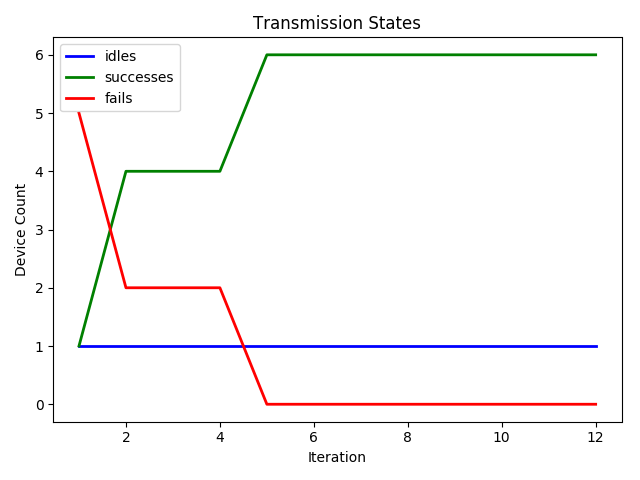 Transmission States
idles
successes
fails
Device Count
6
5
4
3
2
1
0
2 4 6 8 10 12
Iteration